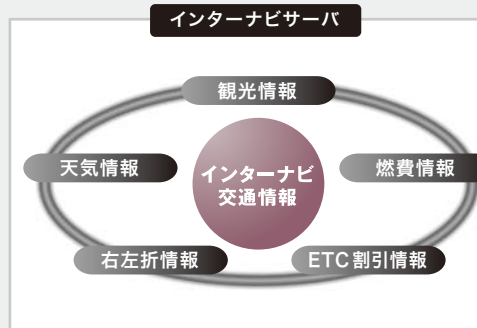 インターナビサーバ
観光情報
天気情報
インターナビ
交通情報
燃費情報
右左折情報
ETC割引情報